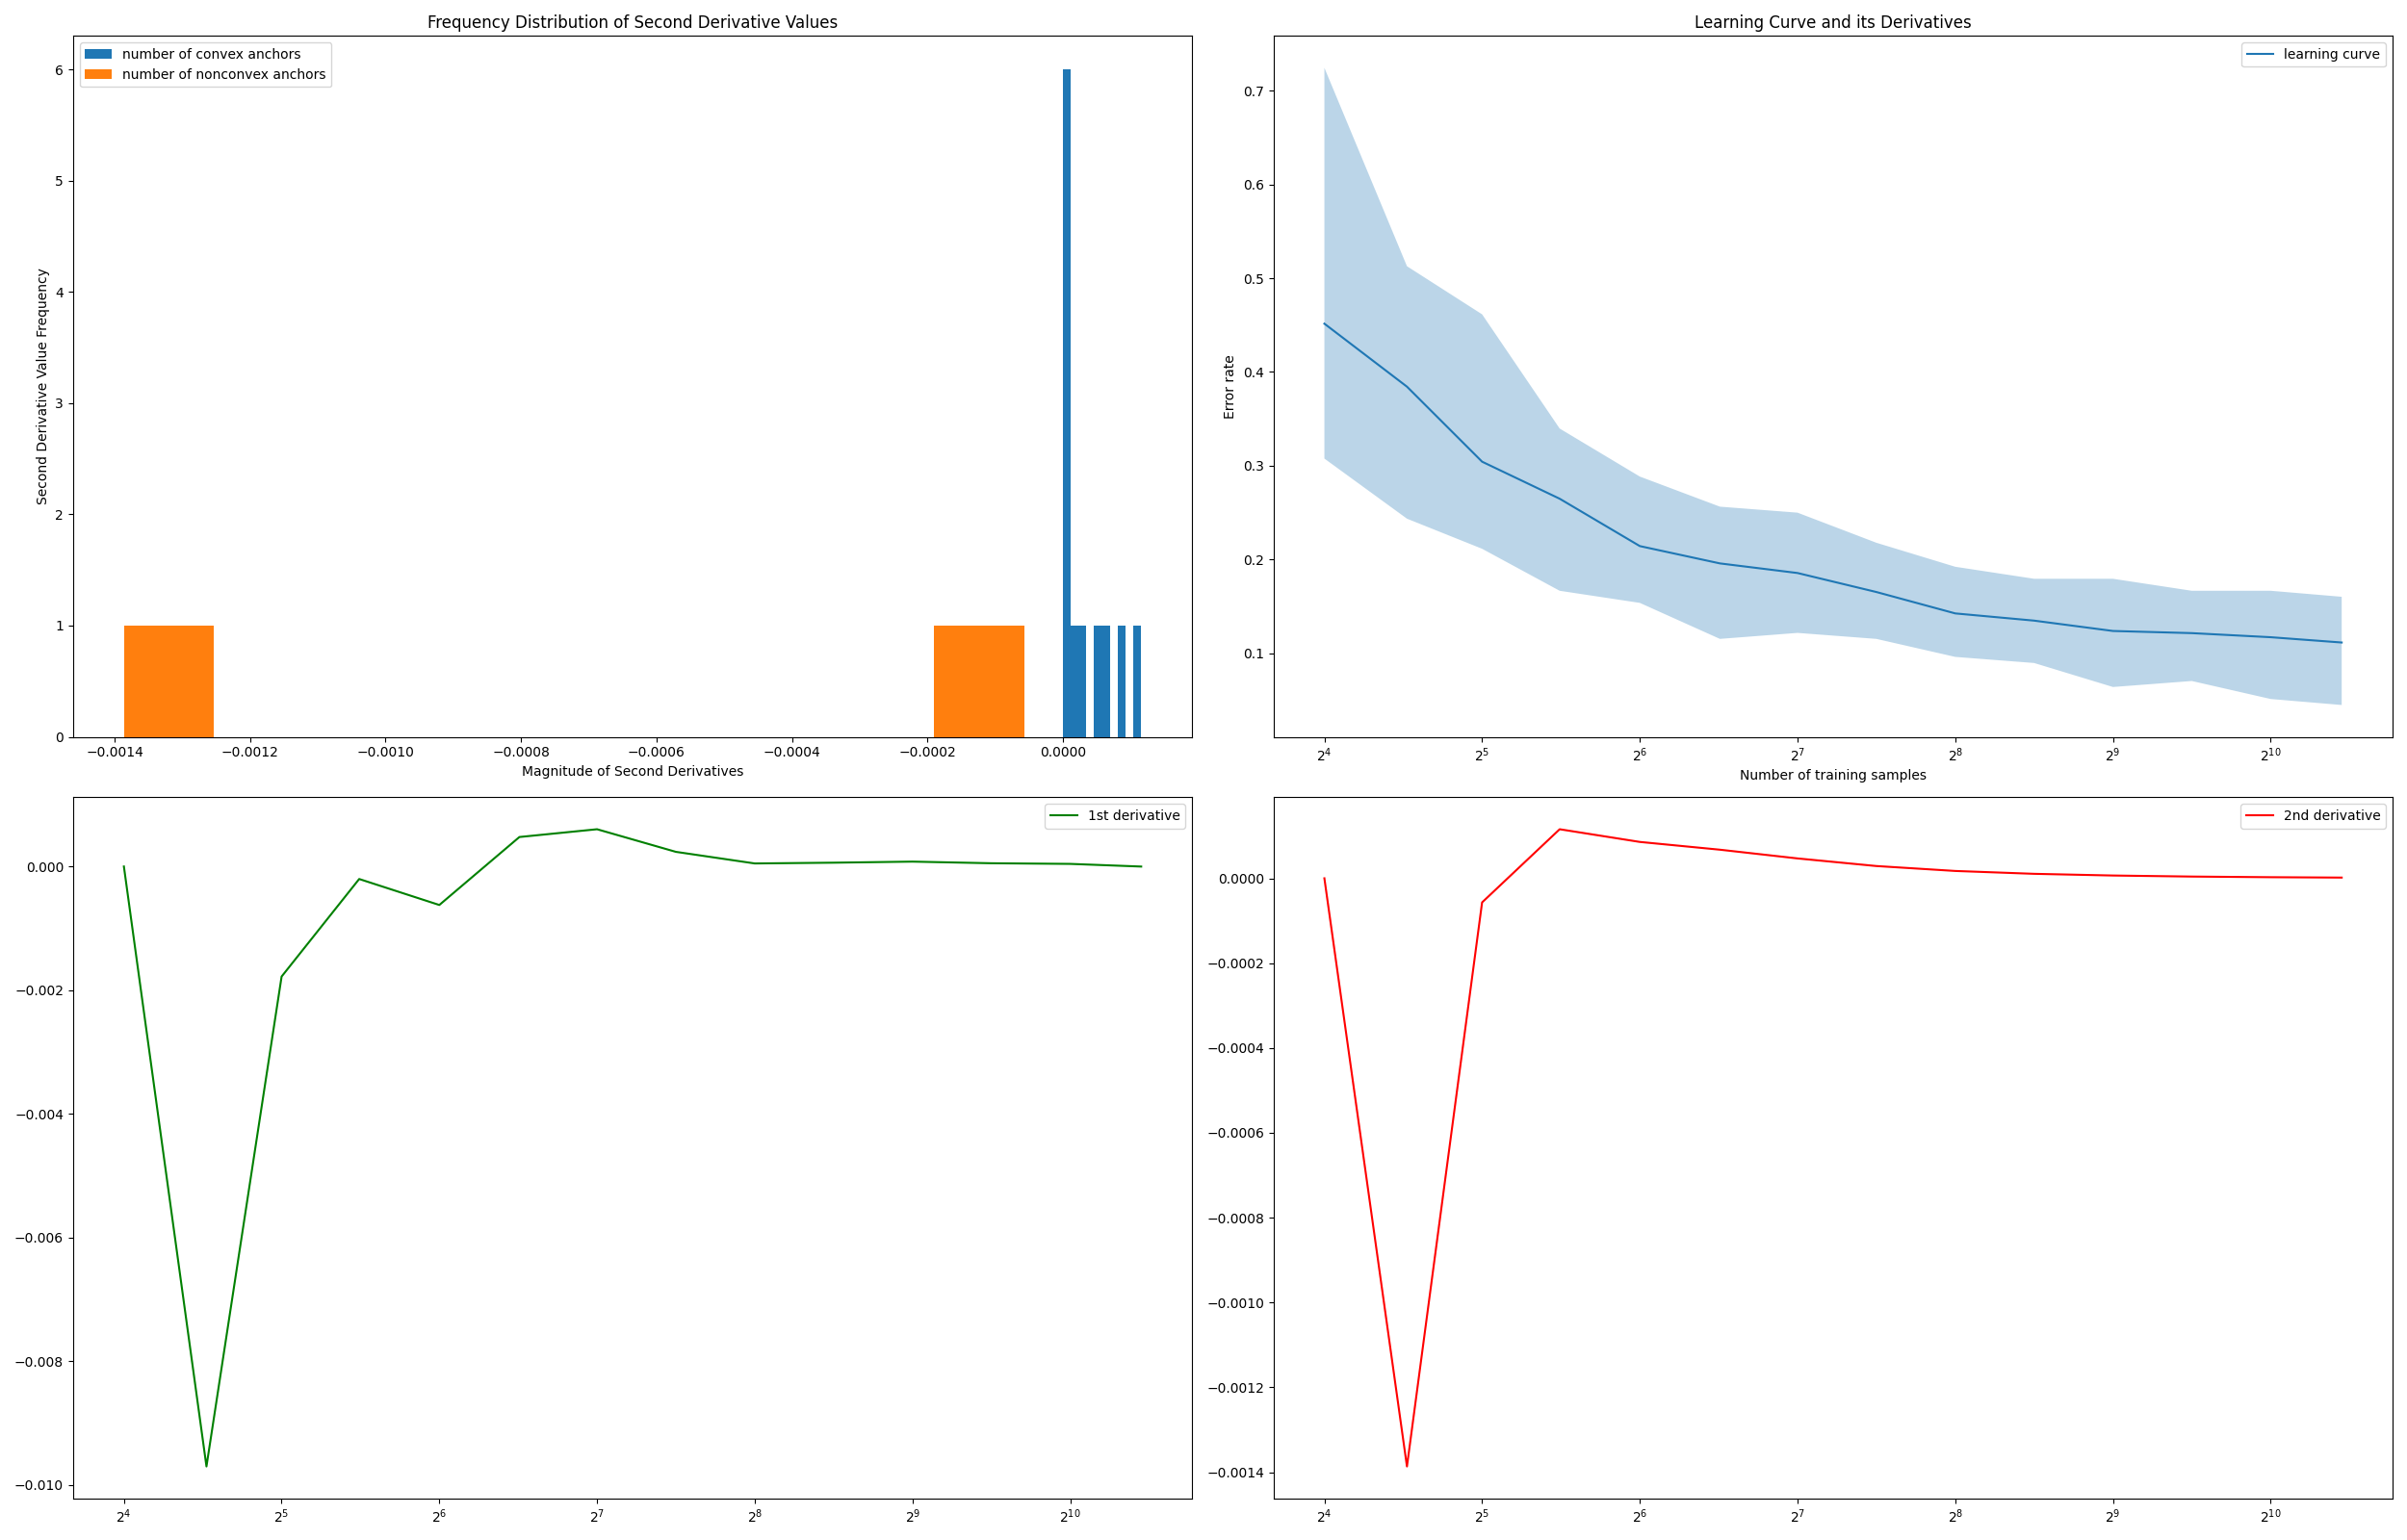 Frequency Distribution of Second Derivative Values
number of convex anchors
number of nonconvex anchors
Second Derivative Value Frequency
6
5
4
3
2
1
0
−0.0014 −0.0012 −0.0010 −0.0008 −0.0006 −0.0004 −0.0002 0.0000
Magnitude of Second Derivatives
Learning Curve and its Derivatives
learning curve
Error rate
0.7
0.6
0.5
0.4
0.3
0.2
0.1
2⁴ 2⁵ 2⁶ 2⁷ 2⁸ 2⁹ 2¹⁰
Number of training samples
1st derivative
0.000
−0.002
−0.004
−0.006
−0.008
−0.010
2⁴ 2⁵ 2⁶ 2⁷ 2⁸ 2⁹ 2¹⁰
2nd derivative
0.0000
−0.0002
−0.0004
−0.0006
−0.0008
−0.0010
−0.0012
−0.0014
2⁴ 2⁵ 2⁶ 2⁷ 2⁸ 2⁹ 2¹⁰